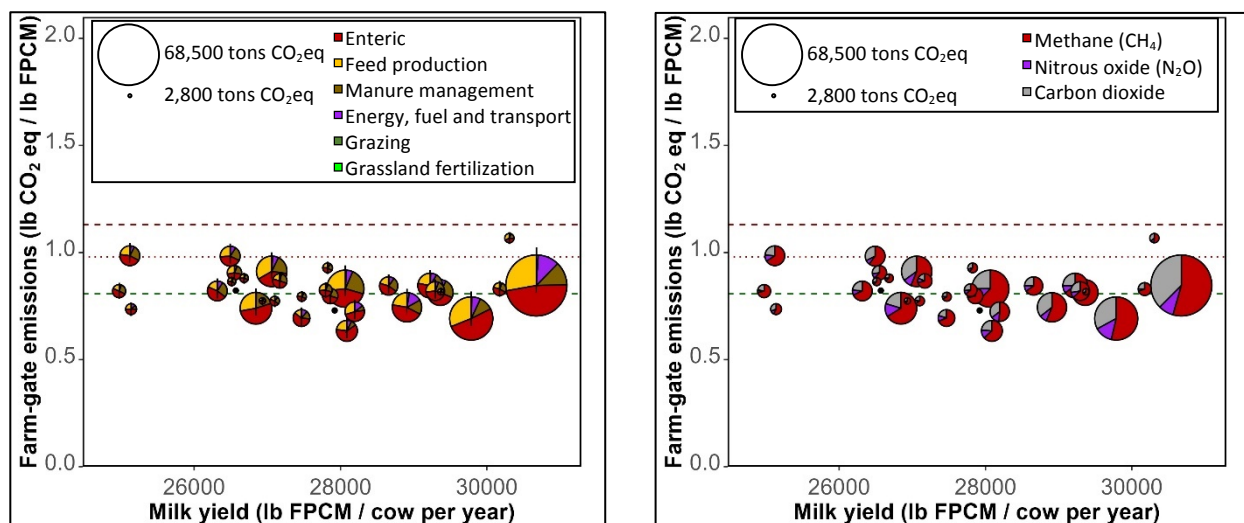 Farm-gate emissions (lb CO₂ eq / lb FPCM)
2.0
1.5
1.0
0.5
0.0
68,500 tons CO₂eq
2,800 tons CO₂eq
Enteric
Feed production
Manure management
Energy, fuel and transport
Grazing
Grassland fertilization
26000
28000
30000
Milk yield (lb FPCM / cow per year)
Farm-gate emissions (lb CO₂ eq / lb FPCM)
2.0
1.5
1.0
0.5
0.0
68,500 tons CO₂eq
2,800 tons CO₂eq
Methane (CH₄)
Nitrous oxide (N₂O)
Carbon dioxide
26000
28000
30000
Milk yield (lb FPCM / cow per year)